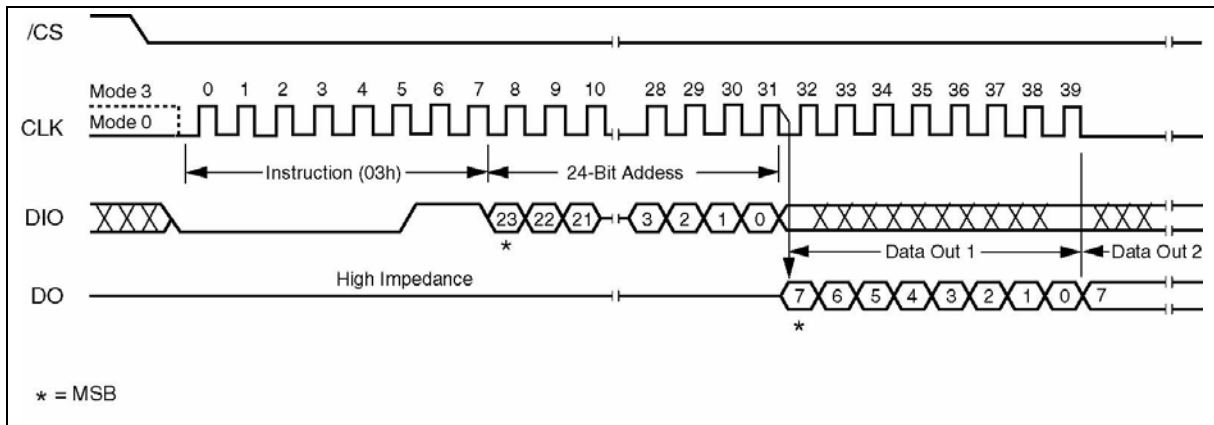 /CS
Mode 3
0 1 2 3 4 5 6 7 8 9 10 28 29 30 31 32 33 34 35 36 37 38 39
CLK
Mode 0
Instruction (03h) 24-Bit Addess
DIO
23 22 21 3 2 1 0
*
Data Out 1 Data Out 2
High Impedance
DO
7 6 5 4 3 2 1 0 7
*
* = MSB